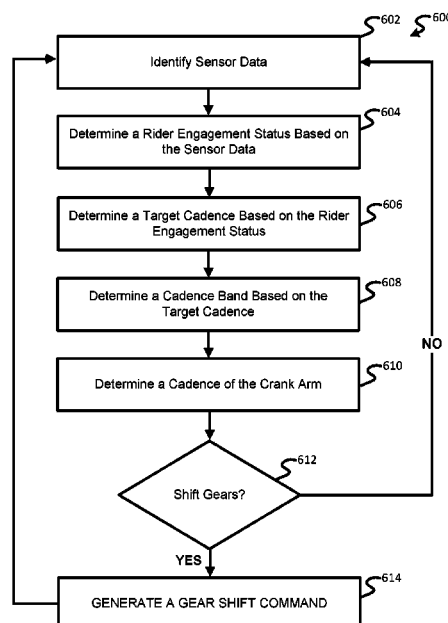 602
600
Identify Sensor Data
604
Determine a Rider Engagement Status Based on
the Sensor Data
606
Determine a Target Cadence Based on the Rider
Engagement Status
608
Determine a Cadence Band Based on the
Target Cadence
NO
610
Determine a Cadence of the Crank Arm
612
Shift Gears?
YES
614
GENERATE A GEAR SHIFT COMMAND